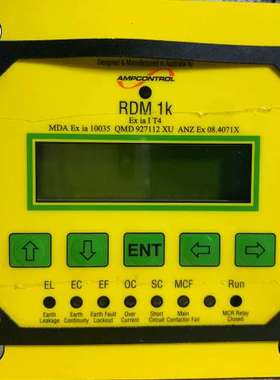 Designed & Manufactured in Australia by
AMPCONTROL
RDM 1k
Ex ia I T4
MDA Ex ia 10035 QMD 927112 XU ANZ Ex 08.4071X
ENT
EL EC EF OC SC MCF Run
Earth Leakage Earth Continuity Earth Fault Lockout Over Current Short Circuit Main Contactor Fail MCR Relay Closed